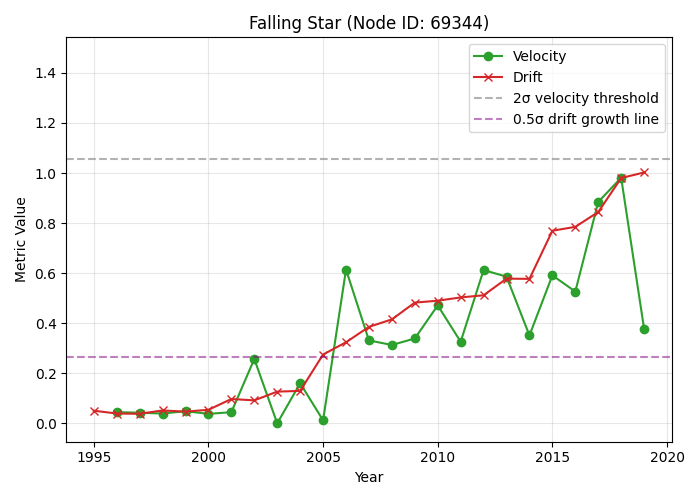 Falling Star (Node ID: 69344)
Velocity
Drift
2σ velocity threshold
0.5σ drift growth line
Metric Value
1.4
1.2
1.0
0.8
0.6
0.4
0.2
0.0
1995 2000 2005 2010 2015 2020
Year